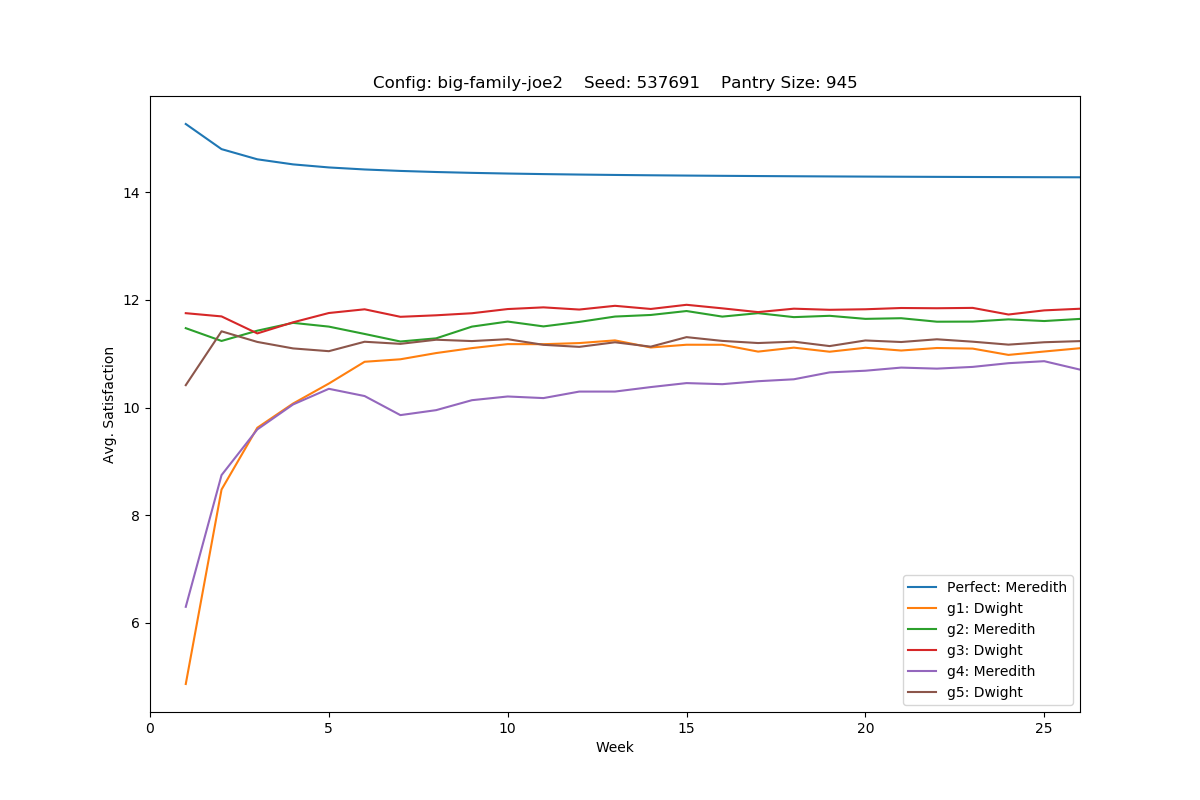 Config: big-family-joe2    Seed: 537691    Pantry Size: 945
14
12
10
8
6
Avg. Satisfaction
0
5
10
15
20
25
Week
Perfect: Meredith
g1: Dwight
g2: Meredith
g3: Dwight
g4: Meredith
g5: Dwight